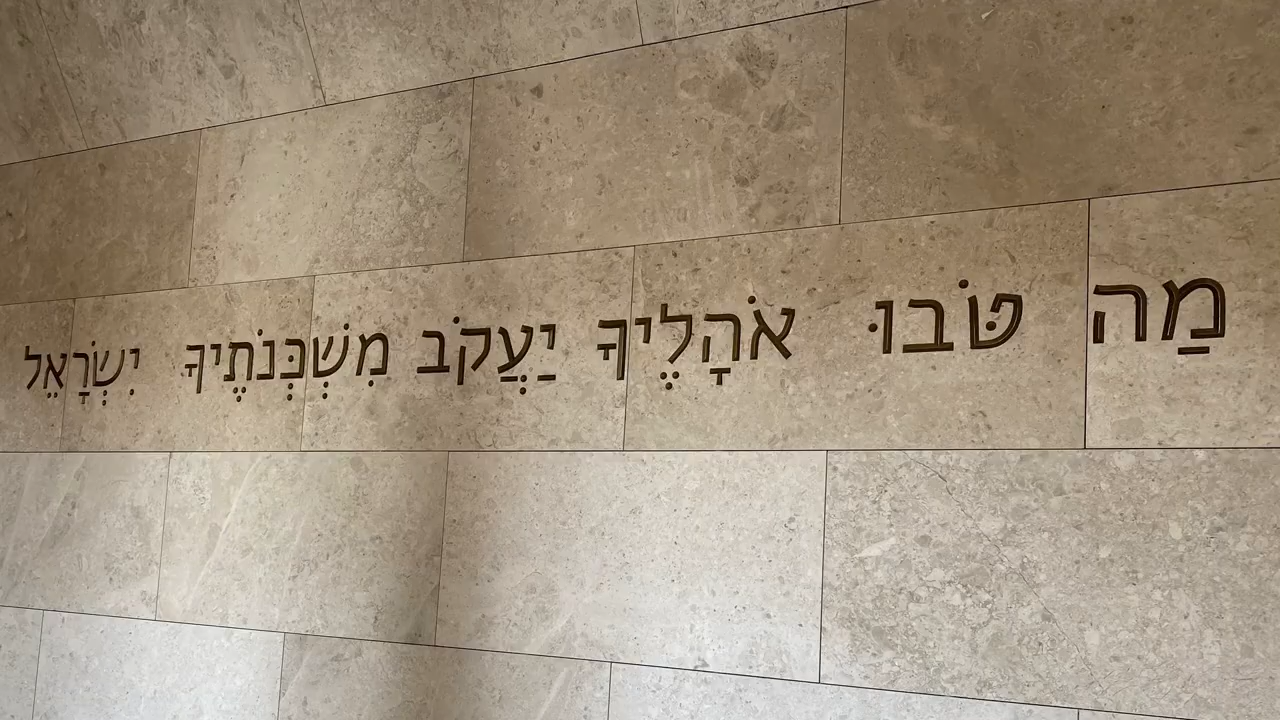 מַה טֹּבוּ אֹהָלֶיךָ יַעֲקֹב מִשְׁכְּנֹתֶיךָ יִשְׂרָאֵל